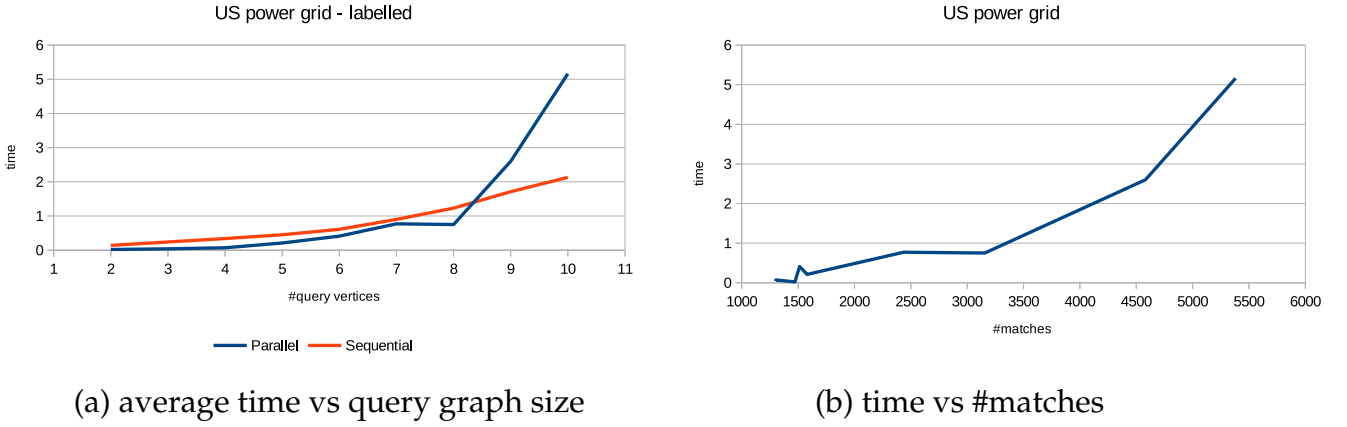 US power grid - labelled
6
5
4
3
2
1
0
time
1 2 3 4 5 6 7 8 9 10 11
#query vertices
Parallel Sequential
(a) average time vs query graph size
US power grid
6
5
4
3
2
1
0
time
1000 1500 2000 2500 3000 3500 4000 4500 5000 5500 6000
#matches
(b) time vs #matches